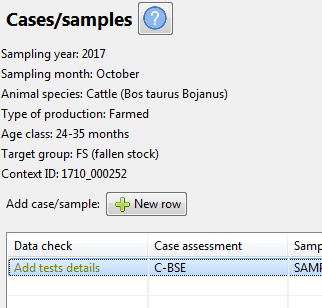 Cases/samples
Sampling year: 2017
Sampling month: October
Animal species: Cattle (Bos taurus Bojanus)
Type of production: Farmed
Age class: 24-35 months
Target group: FS (fallen stock)
Context ID: 1710_000252
Add case/sample: New row
Data check Case assessment Samp
Add tests details C-BSE SAM